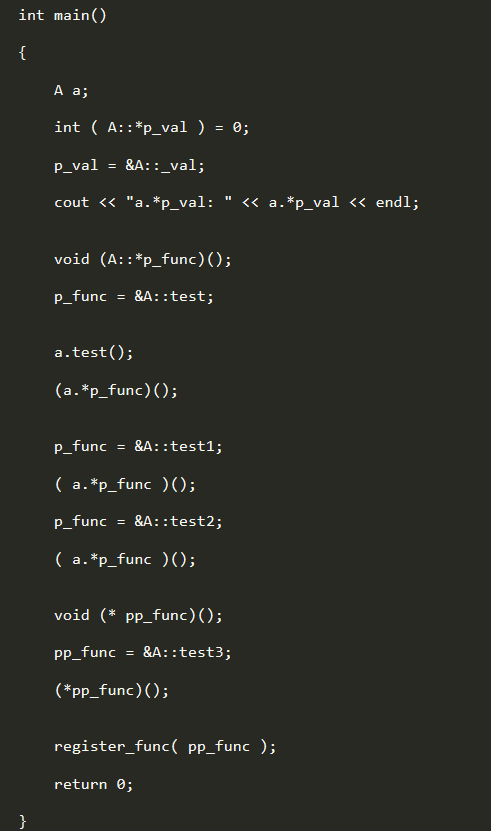 int main()
{
    A a;
    int ( A::*p_val ) = 0;
    p_val = &A::_val;
    cout << "a.*p_val: " << a.*p_val << endl;
    void (A::*p_func)();
    p_func = &A::test;
    a.test();
    (a.*p_func)();
    p_func = &A::test1;
    ( a.*p_func )();
    p_func = &A::test2;
    ( a.*p_func )();
    void (* pp_func)();
    pp_func = &A::test3;
    (*pp_func)();
    register_func( pp_func );
    return 0;
}